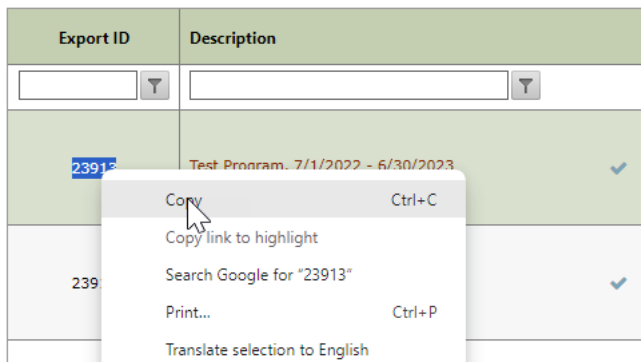 Export ID Description
23913 Test Program, 7/1/2022 - 6/30/2023
Copy Ctrl+C
Copy link to highlight
Search Google for “23913”
239
Print... Ctrl+P
Translate selection to English